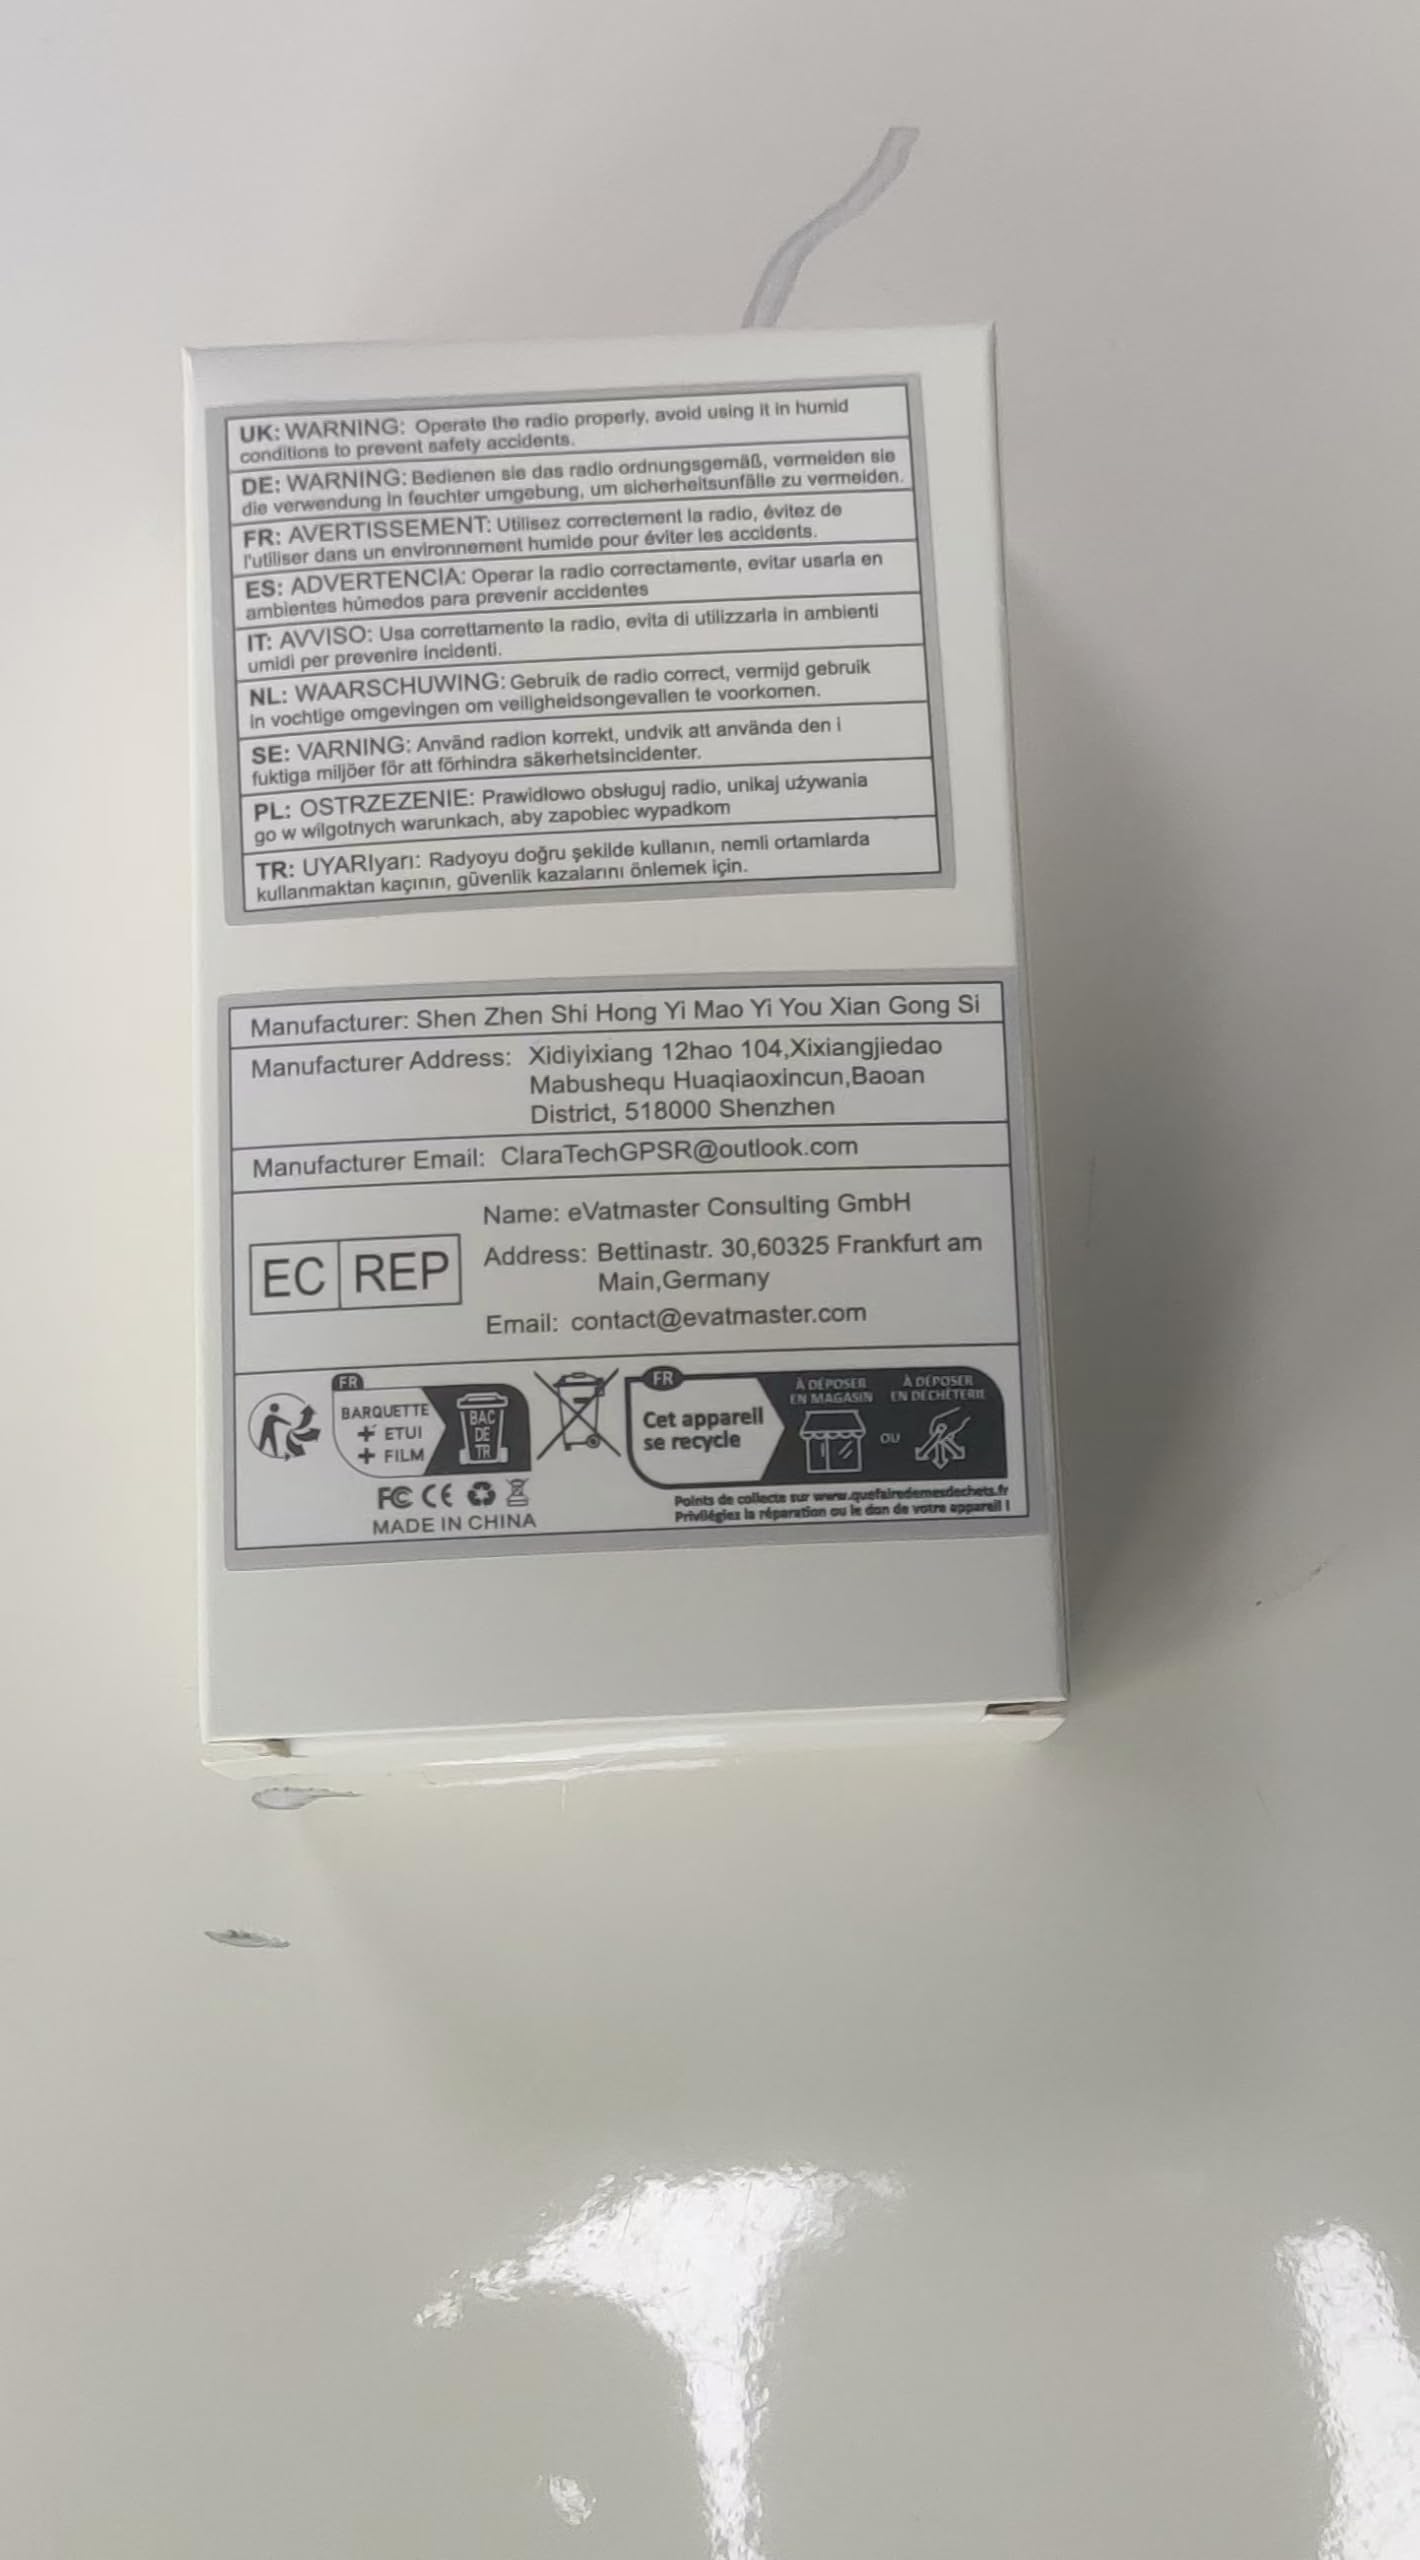 UK: WARNING: Operate the radio properly, avoid using it in humid
conditions to prevent safety accidents.
DE: WARNING: Bedienen sie das radio ordnungsgemäß, vermeiden sie
die verwendung in feuchter umgebung, um sicherheitsunfälle zu vermeiden.
FR: AVERTISSEMENT: Utilisez correctement la radio, évitez de
l'utiliser dans un environnement humide pour éviter les accidents.
ES: ADVERTENCIA: Operar la radio correctamente, evitar usarla en
ambientes húmedos para prevenir accidentes
IT: AVVISO: Usa correttamente la radio, evita di utilizzarla in ambienti
umidi per prevenire incidenti.
NL: WAARSCHUWING: Gebruik de radio correct, vermijd gebruik
in vochtige omgevingen om veiligheidsongevallen te voorkomen.
SE: VARNING: Använd radion korrekt, undvik att använda den i
fuktiga miljöer för att förhindra säkerhetsincidenter.
PL: OSTRZEZENIE: Prawidłowo obsługuj radio, unikaj używania
go w wilgotnych warunkach, aby zapobiec wypadkom
TR: UYARIyarı: Radyoyu doğru şekilde kullanın, nemli ortamlarda
kullanmaktan kaçının, güvenlik kazalarını önlemek için.
Manufacturer: Shen Zhen Shi Hong Yi Mao Yi You Xian Gong Si
Manufacturer Address: Xidiyixiang 12hao 104,Xixiangjiedao
Mabushequ Huaqiaoxincun,Baoan
District, 518000 Shenzhen
Manufacturer Email: ClaraTechGPSR@outlook.com
EC REP
Name: eVatmaster Consulting GmbH
Address: Bettinastr. 30,60325 Frankfurt am
Main,Germany
Email: contact@evatmaster.com
FR
BARQUETTE
+ ETUI
+ FILM
BAC
DE
TR
FR
Cet appareil
se recycle
À DÉPOSER
EN MAGASIN
OU
À DÉPOSER
EN DÉCHÈTERIE
Points de collecte sur www.quefairedemesdechets.fr
Privilégiez la réparation ou le don de votre appareil !
FC CE
MADE IN CHINA